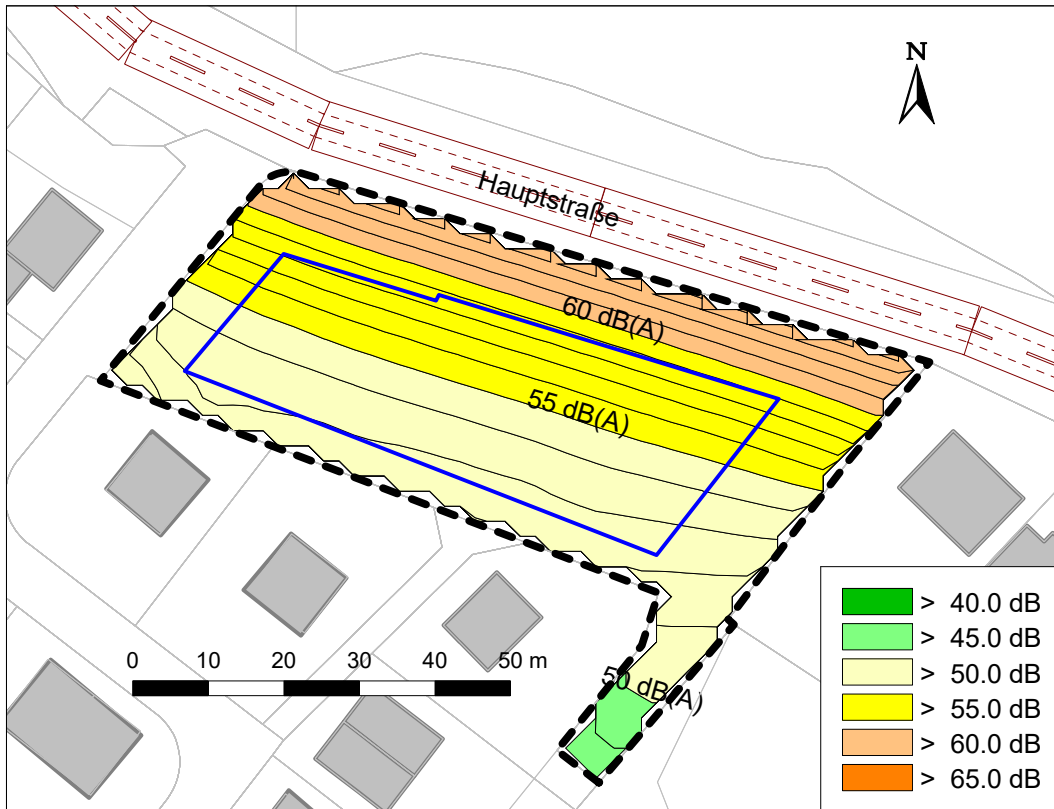 N
Hauptstraße
60 dB(A)
55 dB(A)
50 dB(A)
0 10 20 30 40 50 m
> 40.0 dB
> 45.0 dB
> 50.0 dB
> 55.0 dB
> 60.0 dB
> 65.0 dB